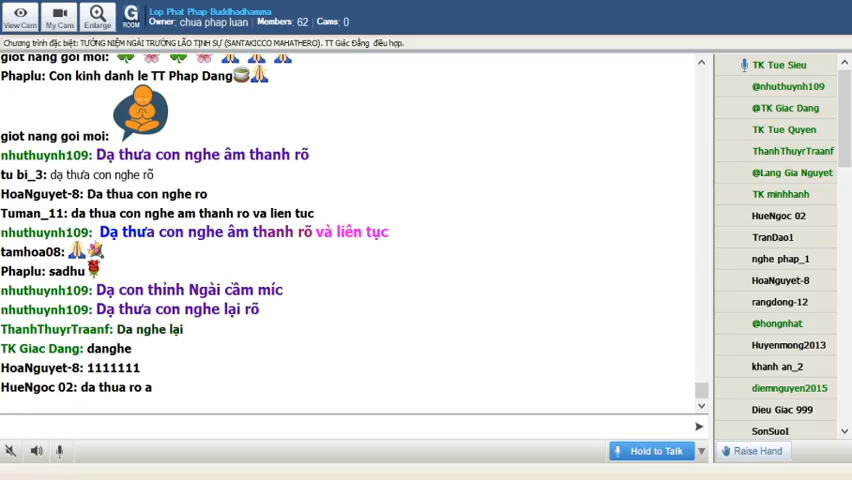 View Cam
My Cam
Enlarge
G
ROOM
Lop Phat Phap Buddhadhamma
Owner: chua phap luan Members: 62 Cams: 0
Chương trình đặc biệt: TƯỞNG NIỆM NGÀI TRƯỞNG LÃO TỊNH SỰ (SANTAKICCO MAHATHERO). TT Giác Đẳng điều hợp.
giot nang goi moi:
Phaplu: Con kinh danh le TT Phap Dang
giot nang goi moi:
nhuthuynh109: Dạ thưa con nghe âm thanh rõ
tu bi_3: dạ thưa con nghe rõ
HoaNguyet-8: Da thua con nghe ro
Tuman_11: da thua con nghe am thanh ro va lien tuc
nhuthuynh109: Dạ thưa con nghe âm thanh rõ và liên tục
tamhoa08:
Phaplu: sadhu
nhuthuynh109: Dạ con thỉnh Ngài cầm míc
nhuthuynh109: Dạ thưa con nghe lại rõ
ThanhThuyrTraanf: Da nghe lại
TK Giac Dang: danghe
HoaNguyet-8: 1111111
HueNgoc 02: da thua ro a
TK Tue Sieu
@nhuthuynh109
@TK Giac Dang
TK Tue Quyen
ThanhThuyrTraanf
@Lang Gia Nguyet
TK minhhanh
HueNgoc 02
TranDao1
nghe phap_1
HoaNguyet-8
rangdong-12
@hongnhat
Huyenmong2013
khanh an_2
diemnguyen2015
Dieu Giac 999
SonSuoI
Hold to Talk
Raise Hand